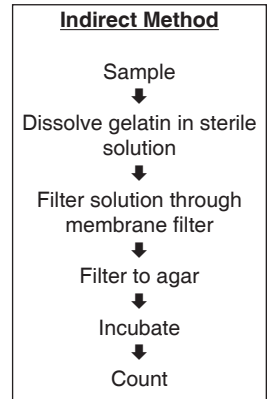 Indirect Method
Sample
Dissolve gelatin in sterile
solution
Filter solution through
membrane filter
Filter to agar
Incubate
Count